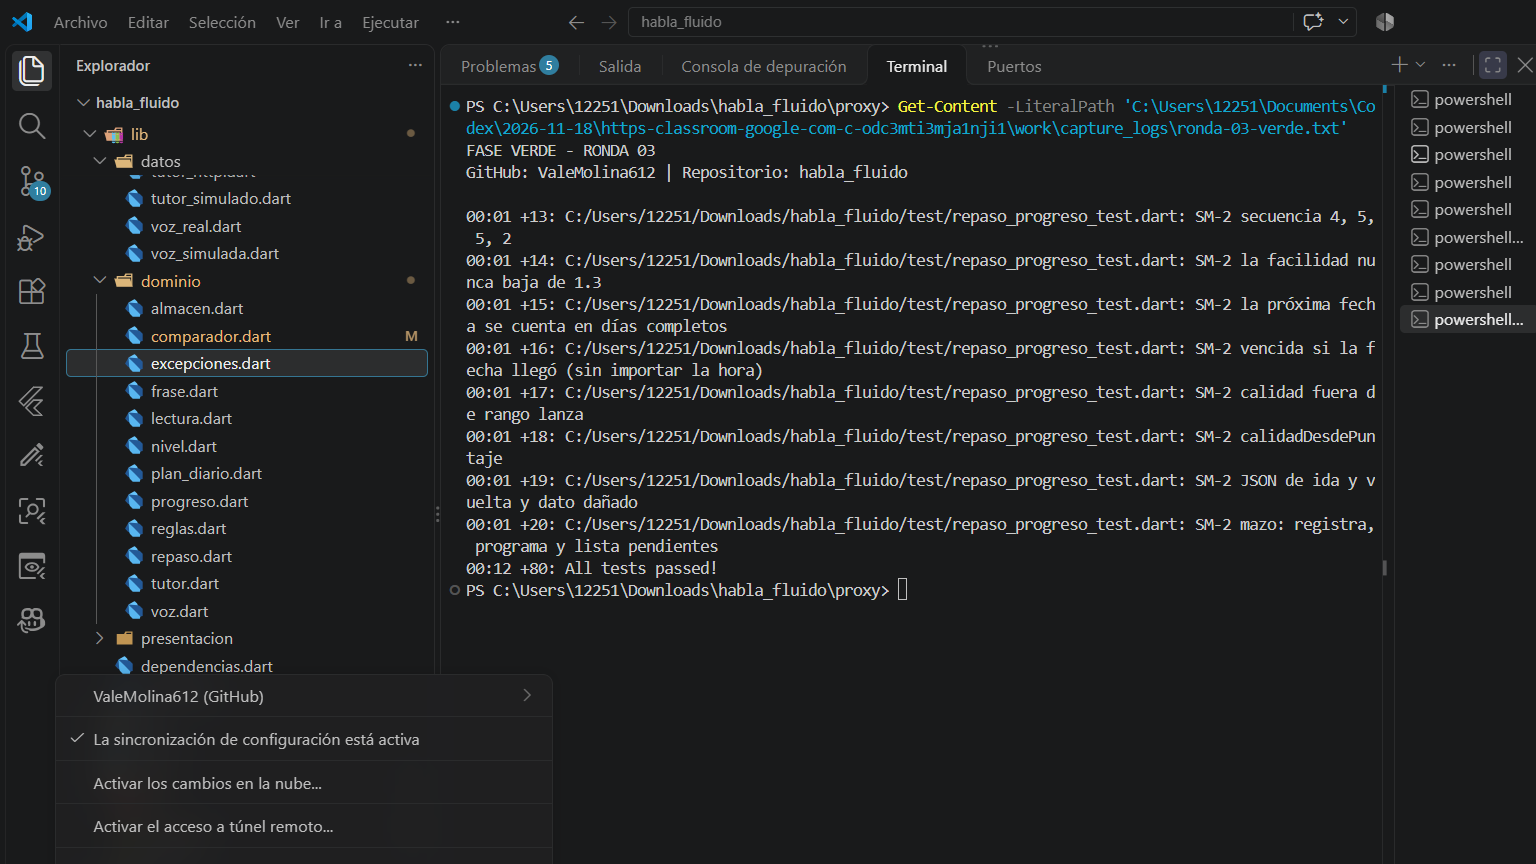 Archivo Editar Selección Ver Ir a Ejecutar ···
habla_fluido
Explorador ···
habla_fluido
lib
datos
tutor_http.dart
tutor_simulado.dart
voz_real.dart
voz_simulada.dart
dominio
almacen.dart
comparador.dart M
excepciones.dart
frase.dart
lectura.dart
nivel.dart
plan_diario.dart
progreso.dart
reglas.dart
repaso.dart
tutor.dart
voz.dart
presentacion
dependencias.dart
10
ValeMolina612 (GitHub)
La sincronización de configuración está activa
Activar los cambios en la nube...
Activar el acceso a túnel remoto...
Problemas 5 Salida Consola de depuración Terminal Puertos
PS C:\Users\12251\Downloads\habla_fluido\proxy> Get-Content -LiteralPath 'C:\Users\12251\Documents\Co
dex\2026-11-18\https-classroom-google-com-c-odc3mti3mja1nji1\work\capture_logs\ronda-03-verde.txt'
FASE VERDE - RONDA 03
GitHub: ValeMolina612 | Repositorio: habla_fluido
00:01 +13: C:/Users/12251/Downloads/habla_fluido/test/repaso_progreso_test.dart: SM-2 secuencia 4, 5,
5, 2
00:01 +14: C:/Users/12251/Downloads/habla_fluido/test/repaso_progreso_test.dart: SM-2 la facilidad nu
nca baja de 1.3
00:01 +15: C:/Users/12251/Downloads/habla_fluido/test/repaso_progreso_test.dart: SM-2 la próxima fech
a se cuenta en días completos
00:01 +16: C:/Users/12251/Downloads/habla_fluido/test/repaso_progreso_test.dart: SM-2 vencida si la f
echa llegó (sin importar la hora)
00:01 +17: C:/Users/12251/Downloads/habla_fluido/test/repaso_progreso_test.dart: SM-2 calidad fuera d
e rango lanza
00:01 +18: C:/Users/12251/Downloads/habla_fluido/test/repaso_progreso_test.dart: SM-2 calidadDesdePun
taje
00:01 +19: C:/Users/12251/Downloads/habla_fluido/test/repaso_progreso_test.dart: SM-2 JSON de ida y v
uelta y dato dañado
00:01 +20: C:/Users/12251/Downloads/habla_fluido/test/repaso_progreso_test.dart: SM-2 mazo: registra,
programa y lista pendientes
00:12 +80: All tests passed!
PS C:\Users\12251\Downloads\habla_fluido\proxy>
powershell
powershell
powershell
powershell
powershell
powershell...
powershell
powershell
powershell...